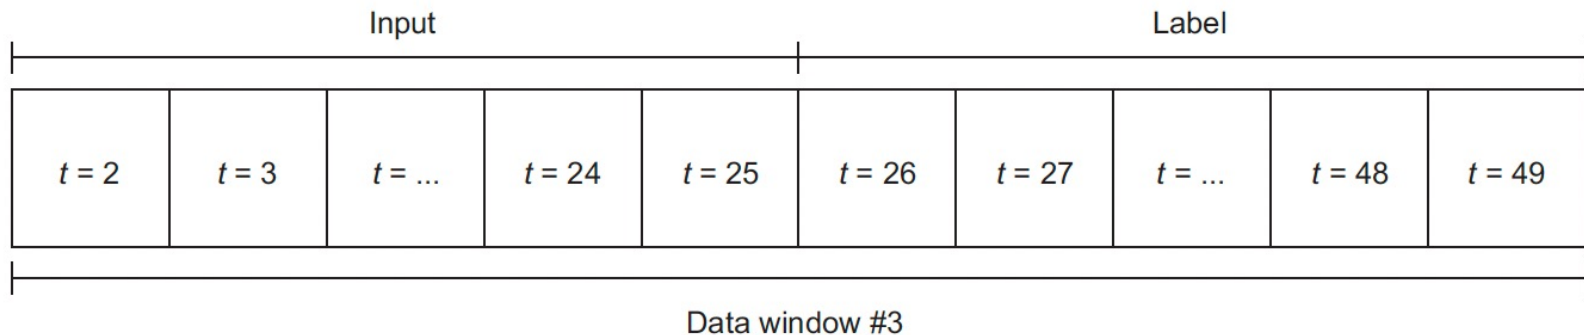 Input Label
t = 2 t = 3 t = ... t = 24 t = 25 t = 26 t = 27 t = ... t = 48 t = 49
Data window #3